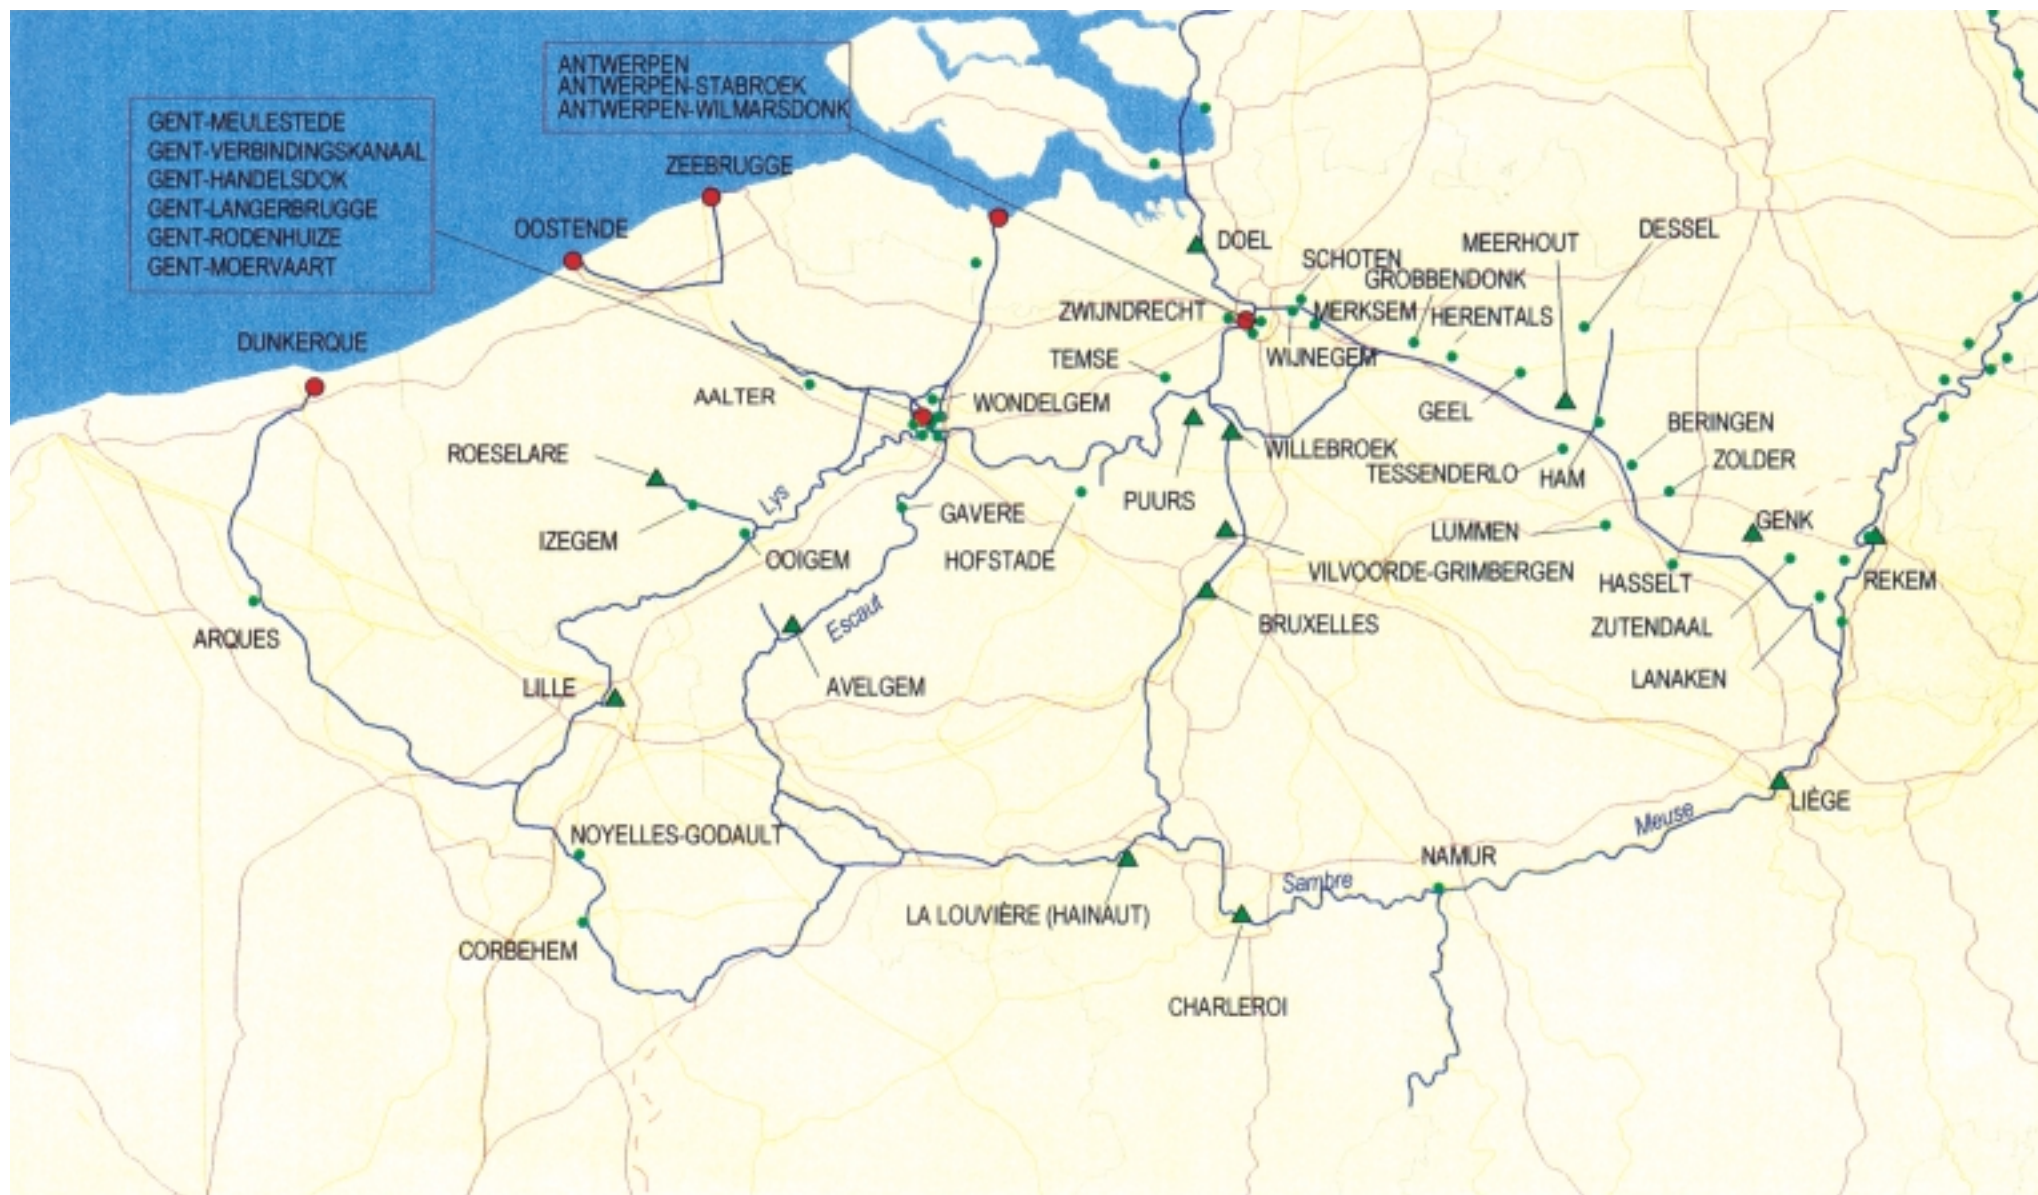 ANTWERPEN
ANTWERPEN-STABROEK
ANTWERPEN-WILMARSDONK
GENT-MEULESTEDE
GENT-VERBINDINGSKANAAL
GENT-HANDELSDOK
GENT-LANGERBRUGGE
GENT-RODENHUIZE
GENT-MOERVAART
ZEEBRUGGE
OOSTENDE
DUNKERQUE
DOEL
SCHOTEN
MEERHOUT
DESSEL
GROBBENDONK
ZWIJNDRECHT
MERKSEM
HERENTALS
TEMSE
WIJNEGEM
AALTER
WONDELGEM
GEEL
BERINGEN
ROESELARE
WILLEBROEK
ZOLDER
TESSENDERLO
HAM
Lys
PUURS
GAVERE
GENK
IZEGEM
LUMMEN
OOIGEM
HOFSTADE
VILVOORDE-GRIMBERGEN
HASSELT
REKEM
Escaut
ARQUES
BRUXELLES
ZUTENDAAL
LILLE
AVELGEM
LANAKEN
LIÈGE
Meuse
NOYELLES-GODAULT
NAMUR
Sambre
LA LOUVIÈRE (HAINAUT)
CORBEHEM
CHARLEROI